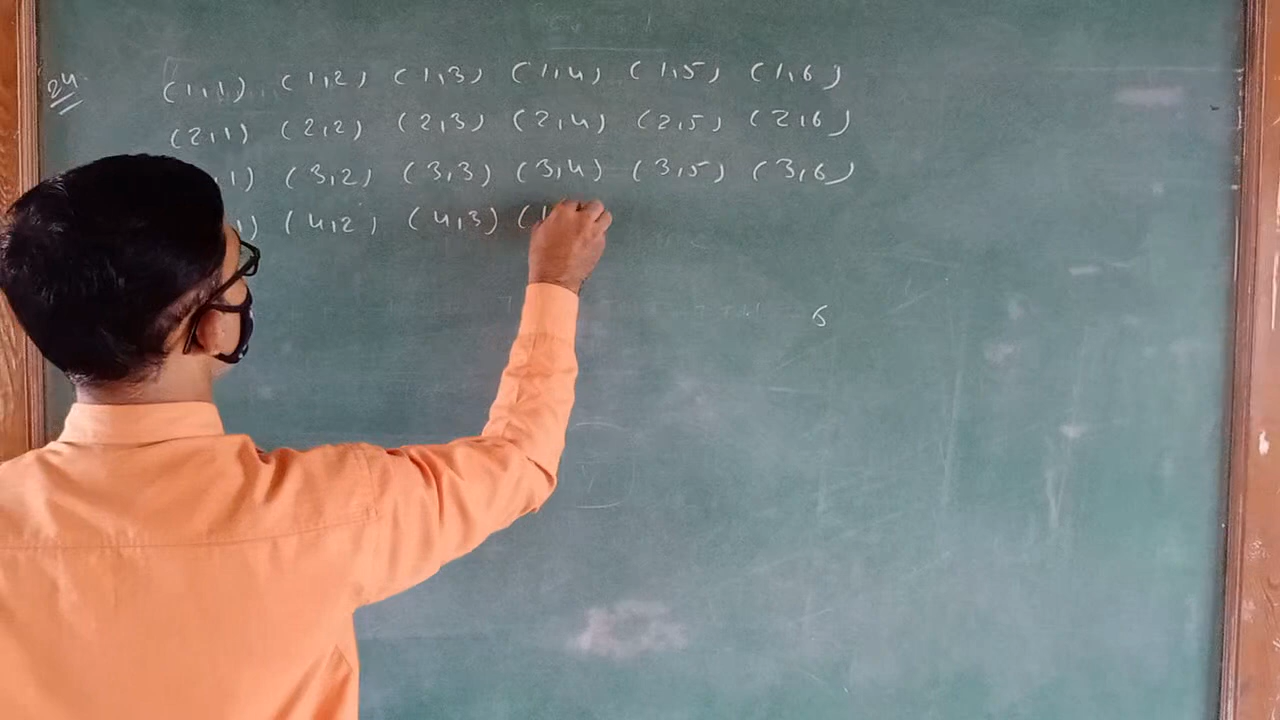 24. (1,1) (1,2) (1,3) (1,4) (1,5) (1,6)
(2,1) (2,2) (2,3) (2,4) (2,5) (2,6)
,1) (3,2) (3,3) (3,4) (3,5) (3,6)
1) (4,2) (4,3) (
6